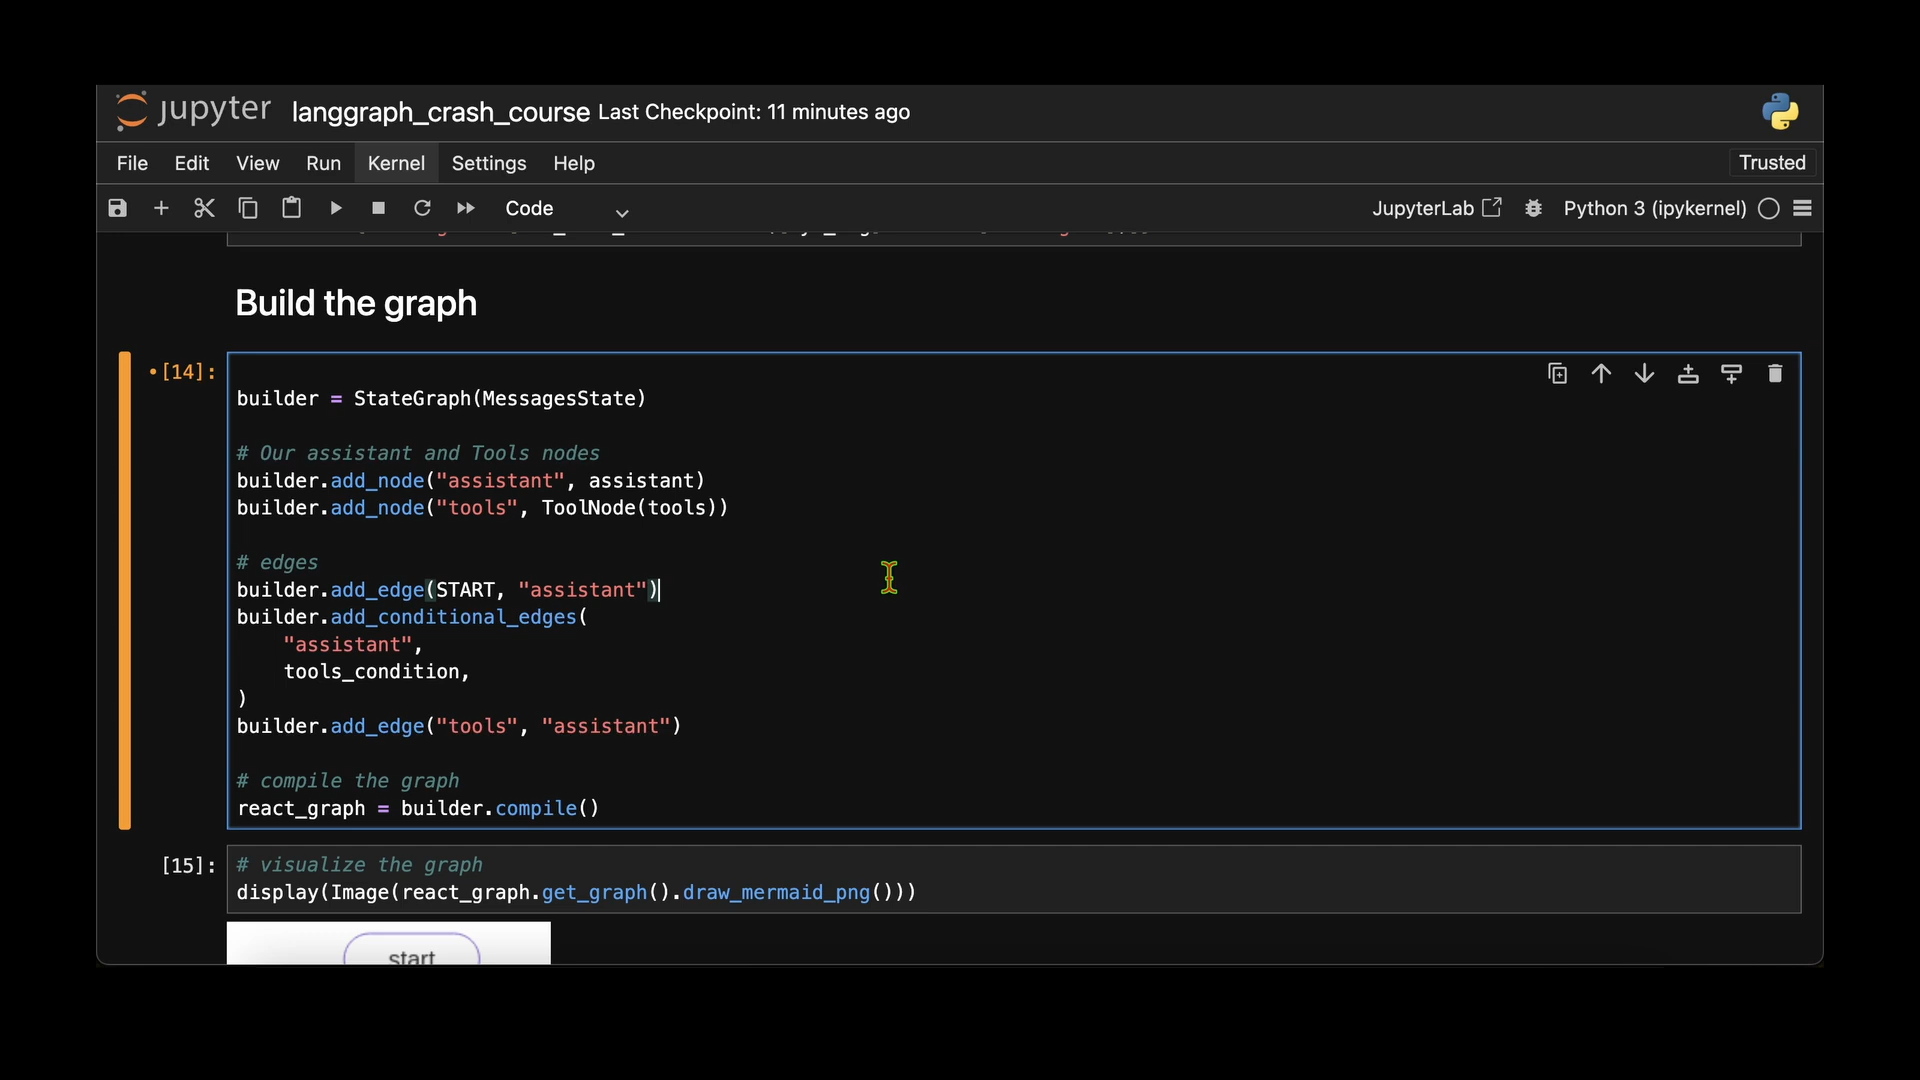 jupyter langgraph_crash_course Last Checkpoint: 11 minutes ago
File Edit View Run Kernel Settings Help Trusted
Code JupyterLab Python 3 (ipykernel)
Build the graph
•[14]:
builder = StateGraph(MessagesState)
# Our assistant and Tools nodes
builder.add_node("assistant", assistant)
builder.add_node("tools", ToolNode(tools))
# edges
builder.add_edge(START, "assistant")
builder.add_conditional_edges(
    "assistant",
    tools_condition,
)
builder.add_edge("tools", "assistant")
# compile the graph
react_graph = builder.compile()
[15]: # visualize the graph
display(Image(react_graph.get_graph().draw_mermaid_png()))
start